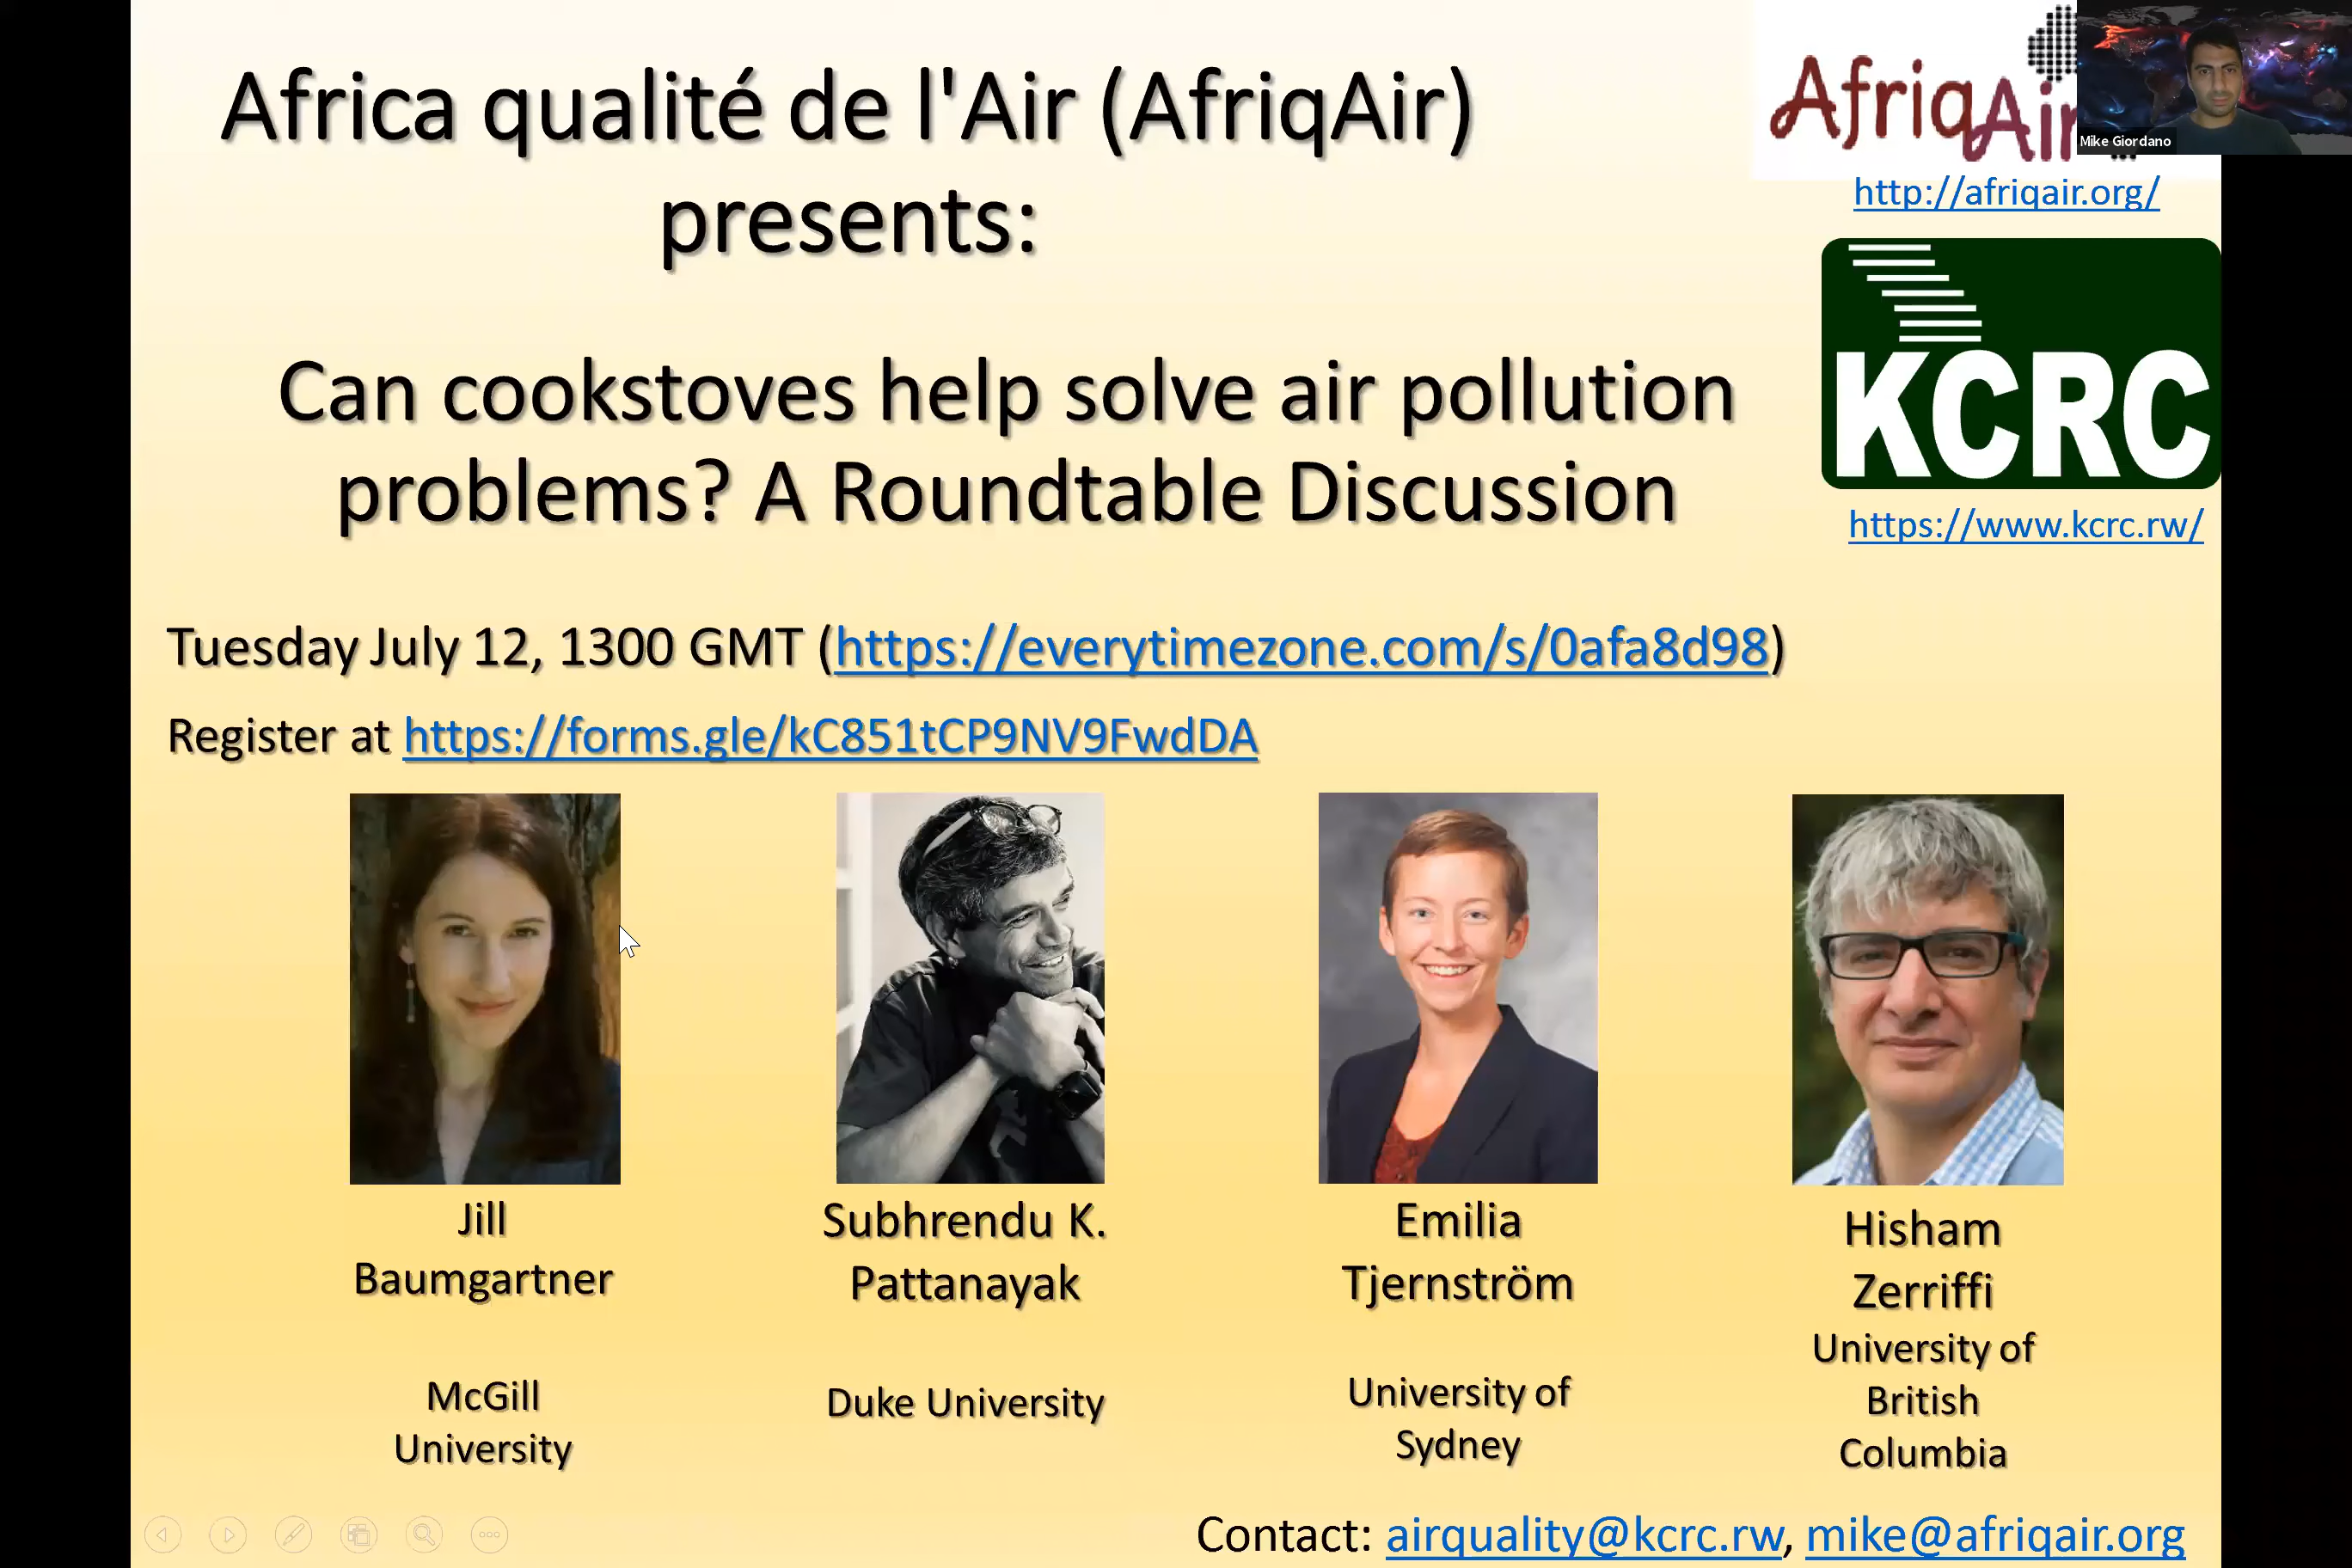 Africa qualité de l'Air (AfriqAir)
presents:
AfriqAir
Mike Giordano
http://afriqair.org/
KCRC
https://www.kcrc.rw/
Can cookstoves help solve air pollution
problems? A Roundtable Discussion
Tuesday July 12, 1300 GMT (https://everytimezone.com/s/0afa8d98)
Register at https://forms.gle/kC851tCP9NV9FwdDA
Jill
Baumgartner
McGill
University
Subhrendu K.
Pattanayak
Duke University
Emilia
Tjernström
University of
Sydney
Hisham
Zerriffi
University of
British
Columbia
Contact: airquality@kcrc.rw, mike@afriqair.org